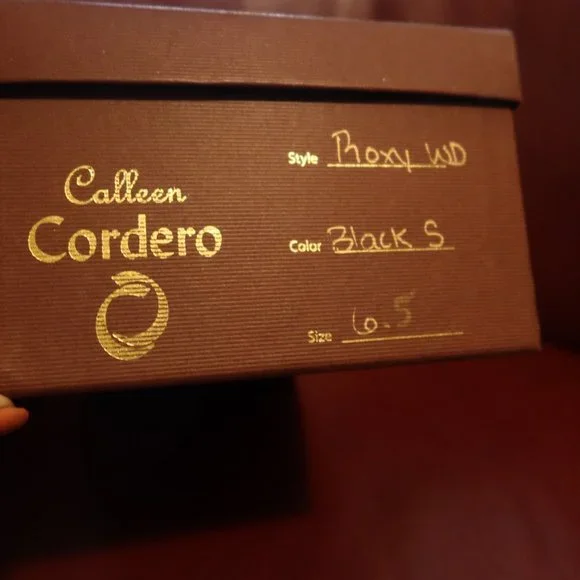 Calleen
Cordero
Style Roxy WD
Color Black S
Size 6.5